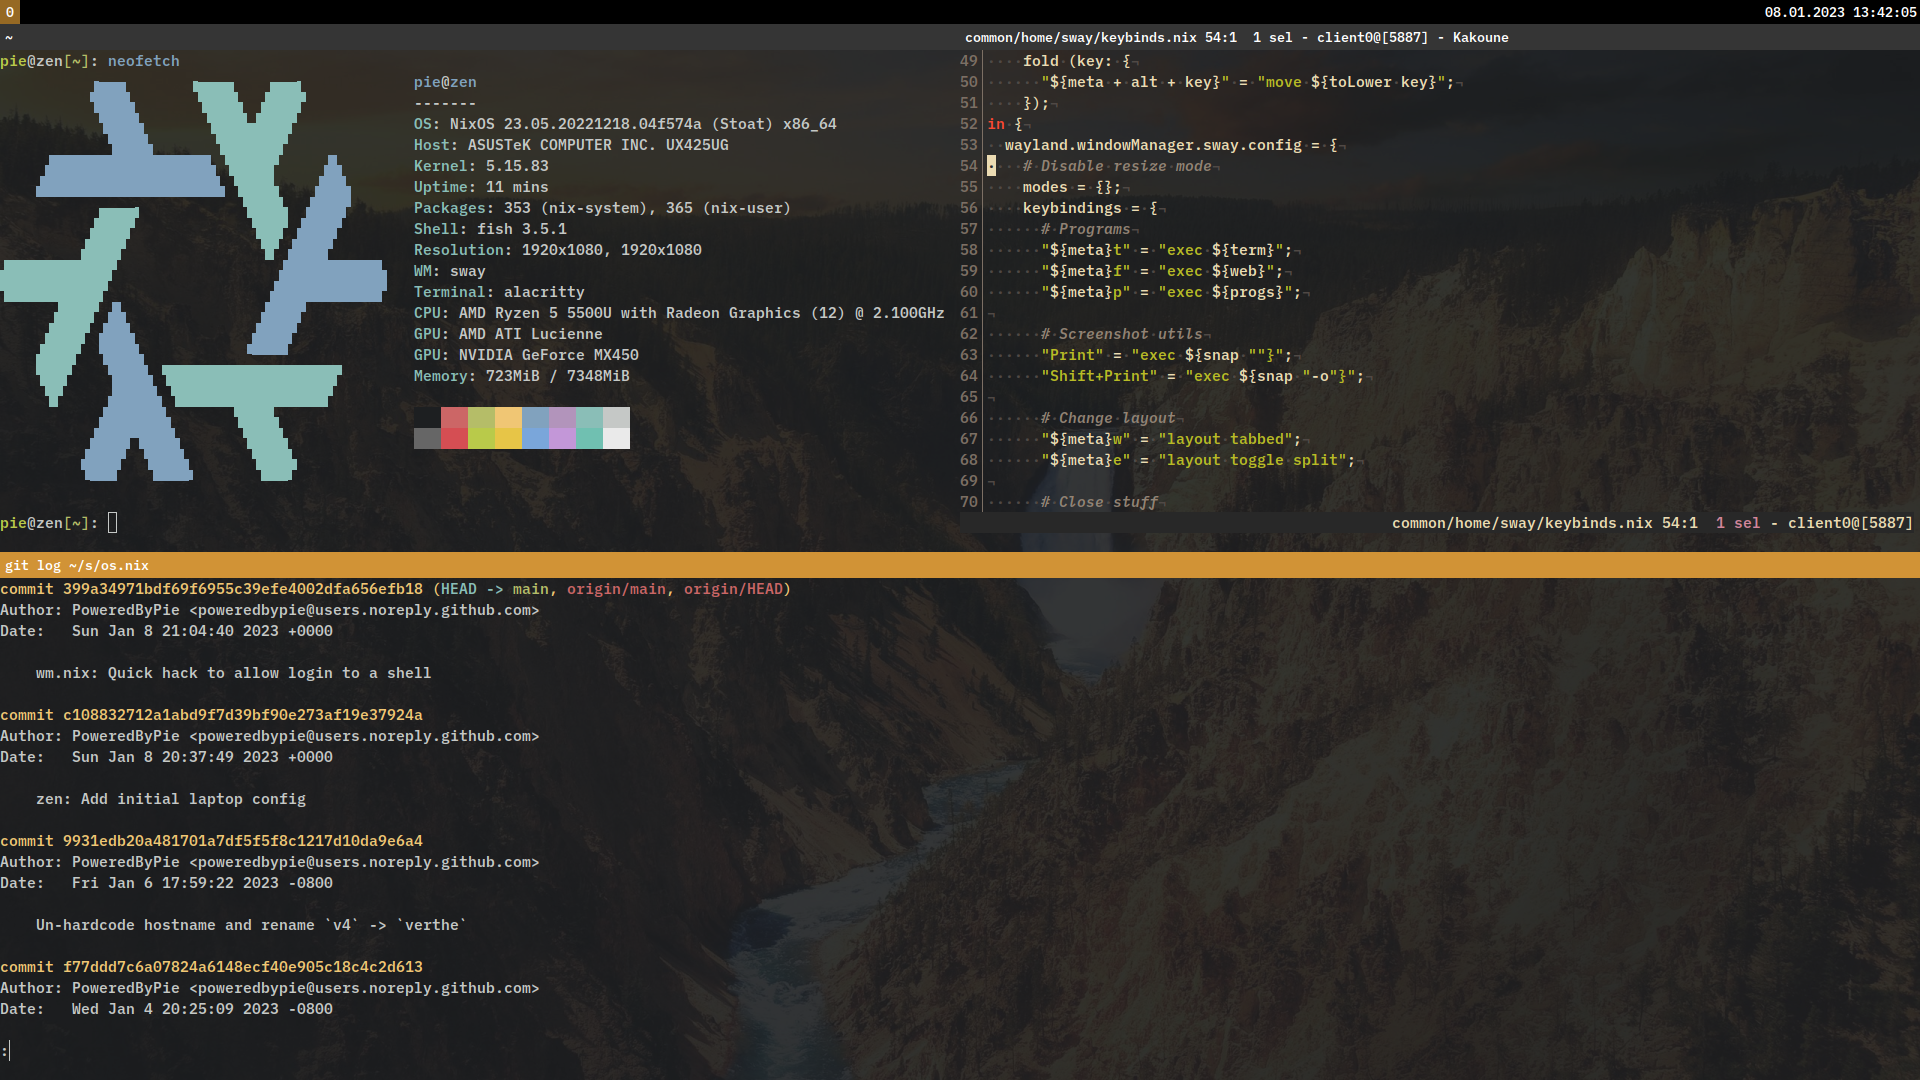 0
08.01.2023 13:42:05
~
pie@zen[~]: neofetch
pie@zen
-------
OS: NixOS 23.05.20221218.04f574a (Stoat) x86_64
Host: ASUSTeK COMPUTER INC. UX425UG
Kernel: 5.15.83
Uptime: 11 mins
Packages: 353 (nix-system), 365 (nix-user)
Shell: fish 3.5.1
Resolution: 1920x1080, 1920x1080
WM: sway
Terminal: alacritty
CPU: AMD Ryzen 5 5500U with Radeon Graphics (12) @ 2.100GHz
GPU: AMD ATI Lucienne
GPU: NVIDIA GeForce MX450
Memory: 723MiB / 7348MiB
pie@zen[~]:
common/home/sway/keybinds.nix 54:1  1 sel - client0@[5887] - Kakoune
49 ····fold·(key:·{¬
50 ······"${meta·+·alt·+·key}"·=·"move·${toLower·key}";¬
51 ····});¬
52 in·{¬
53 ··wayland.windowManager.sway.config·=·{¬
54 ····#·Disable·resize·mode¬
55 ····modes·=·{};¬
56 ····keybindings·=·{¬
57 ······#·Programs¬
58 ······"${meta}t"·=·"exec·${term}";¬
59 ······"${meta}f"·=·"exec·${web}";¬
60 ······"${meta}p"·=·"exec·${progs}";¬
61 ¬
62 ······#·Screenshot·utils¬
63 ······"Print"·=·"exec·${snap·""}";¬
64 ······"Shift+Print"·=·"exec·${snap·"-o"}";¬
65 ¬
66 ······#·Change·layout¬
67 ······"${meta}w"·=·"layout·tabbed";¬
68 ······"${meta}e"·=·"layout·toggle·split";¬
69 ¬
70 ······#·Close·stuff¬
common/home/sway/keybinds.nix 54:1  1 sel - client0@[5887]
git log ~/s/os.nix
commit 399a34971bdf69f6955c39efe4002dfa656efb18 (HEAD -> main, origin/main, origin/HEAD)
Author: PoweredByPie <poweredbypie@users.noreply.github.com>
Date:   Sun Jan 8 21:04:40 2023 +0000
wm.nix: Quick hack to allow login to a shell
commit c108832712a1abd9f7d39bf90e273af19e37924a
Author: PoweredByPie <poweredbypie@users.noreply.github.com>
Date:   Sun Jan 8 20:37:49 2023 +0000
zen: Add initial laptop config
commit 9931edb20a481701a7df5f5f8c1217d10da9e6a4
Author: PoweredByPie <poweredbypie@users.noreply.github.com>
Date:   Fri Jan 6 17:59:22 2023 -0800
Un-hardcode hostname and rename `v4` -> `verthe`
commit f77ddd7c6a07824a6148ecf40e905c18c4c2d613
Author: PoweredByPie <poweredbypie@users.noreply.github.com>
Date:   Wed Jan 4 20:25:09 2023 -0800
: